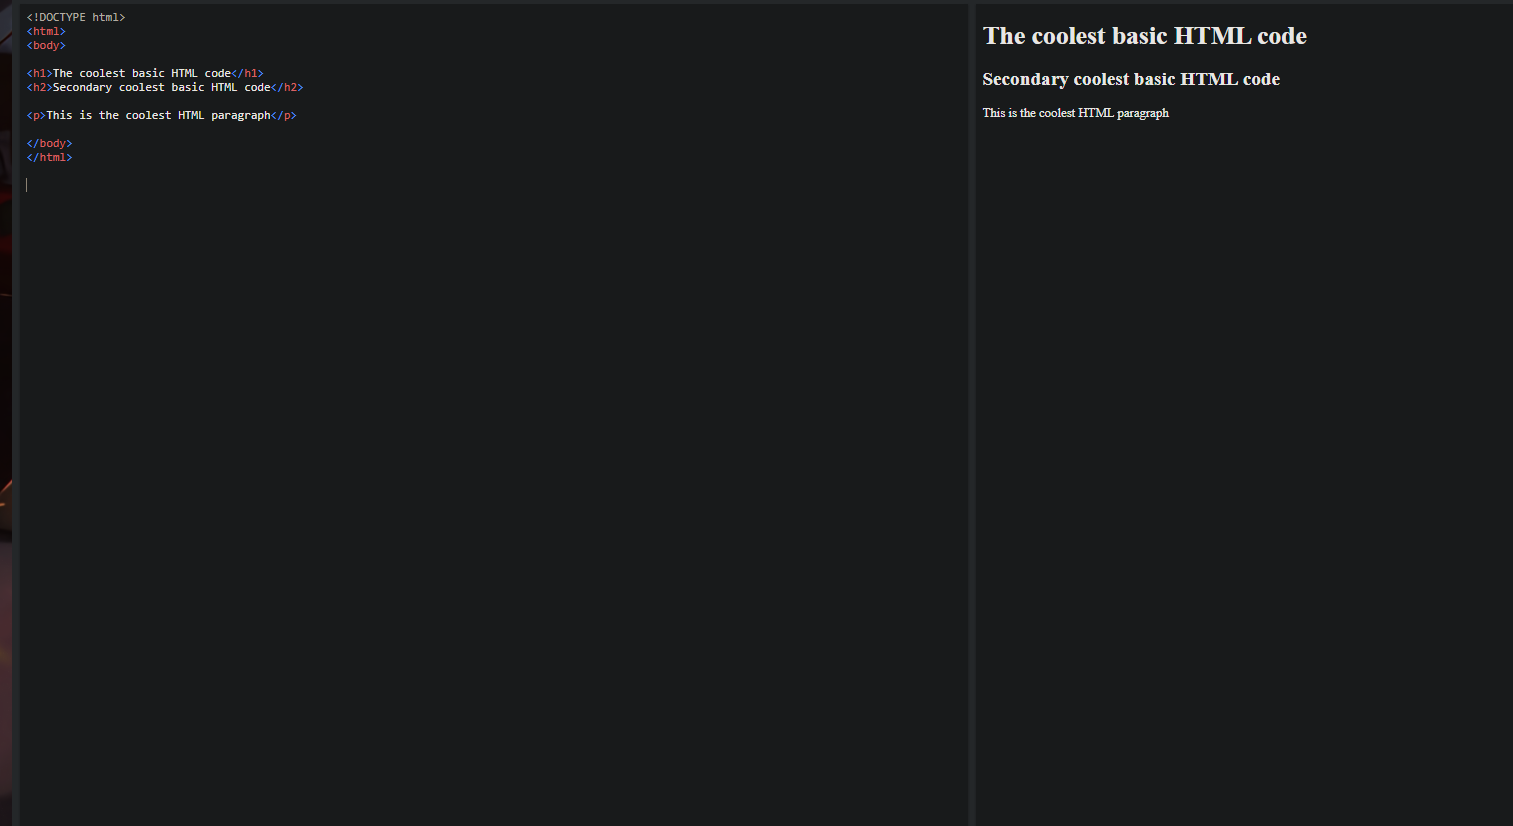 <!DOCTYPE html>
<html>
<body>
<h1>The coolest basic HTML code</h1>
<h2>Secondary coolest basic HTML code</h2>
<p>This is the coolest HTML paragraph</p>
</body>
</html>
The coolest basic HTML code
Secondary coolest basic HTML code
This is the coolest HTML paragraph